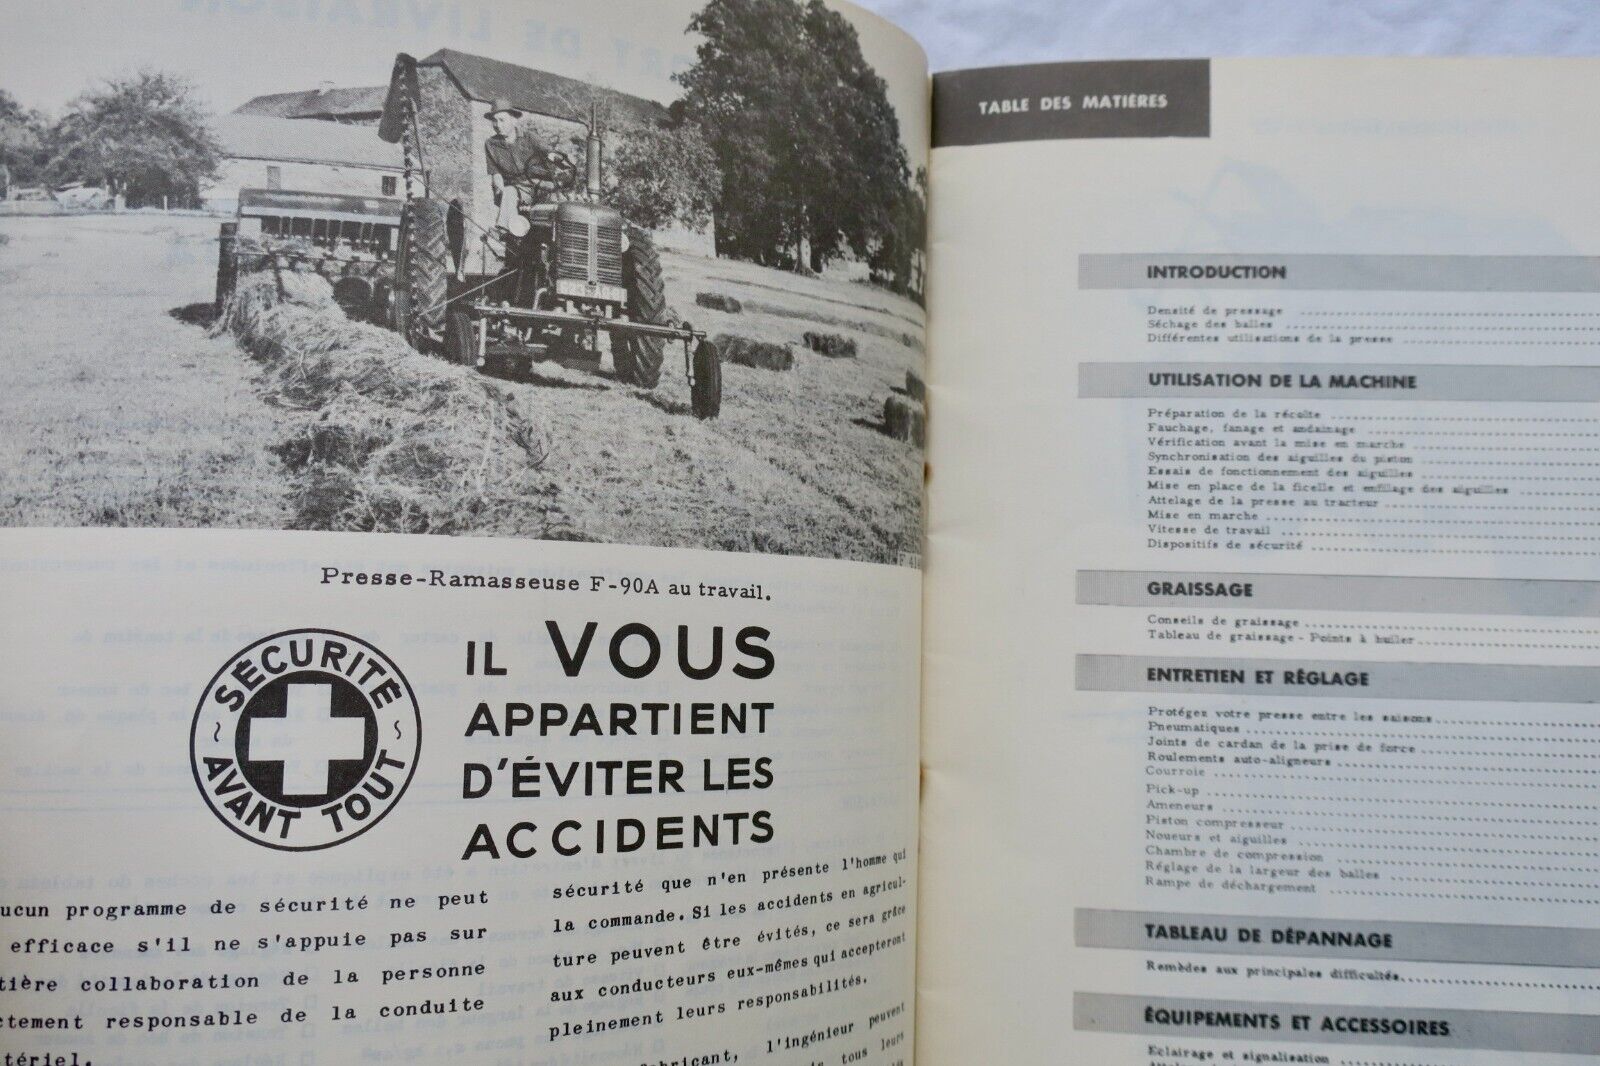 Presse-Ramasseuse F-90A au travail.
SÉCURITÉ
AVANT TOUT
IL VOUS
APPARTIENT
D'ÉVITER LES
ACCIDENTS
ucun programme de sécurité ne peut
efficace s'il ne s'appuie pas sur
tière collaboration de la personne
ctement responsable de la conduite
tériel.
sécurité que n'en présente l'homme qui
la commande. Si les accidents en agricul-
ture peuvent être évités, ce sera grâce
aux conducteurs eux-mêmes qui accepteront
pleinement leurs responsabilités.
abricant, l'ingénieur peuvent
tous leurs
TABLE DES MATIÈRES
INTRODUCTION
Densité de pressage
Séchage des balles
Différentes utilisations de la presse
UTILISATION DE LA MACHINE
Préparation de la récolte
Fauchage, fanage et andainage
Vérification avant la mise en marche
Synchronisation des aiguilles du piston
Essais de fonctionnement des aiguilles
Mise en place de la ficelle et enfilage des aiguilles
Attelage de la presse au tracteur
Mise en marche
Vitesse de travail
Dispositifs de sécurité
GRAISSAGE
Conseils de graissage
Tableau de graissage - Points à huiler
ENTRETIEN ET RÉGLAGE
Protégez votre presse entre les saisons
Pneumatiques
Joints de cardan de la prise de force
Roulements auto-aligneurs
Courroie
Pick-up
Ameneurs
Piston compresseur
Noueurs et aiguilles
Chambre de compression
Réglage de la largeur des balles
Rampe de déchargement
TABLEAU DE DÉPANNAGE
Remèdes aux principales difficultés
ÉQUIPEMENTS ET ACCESSOIRES
Eclairage et signalisation